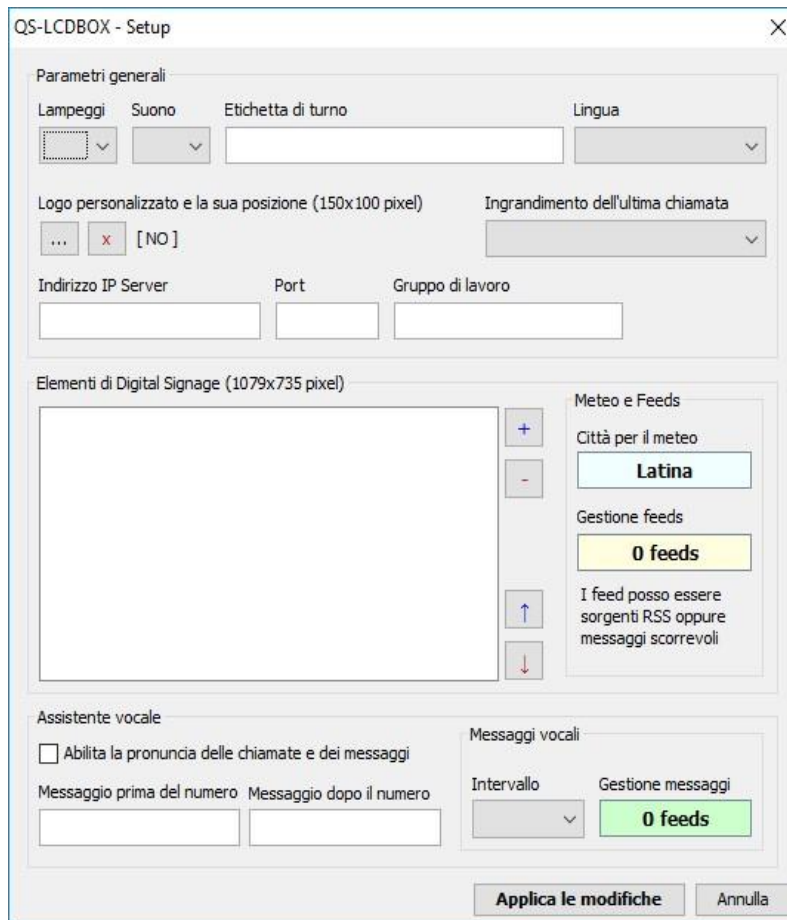 QS-LCDBOX - Setup
Parametri generali
Lampeggi Suono Etichetta di turno Lingua
Logo personalizzato e la sua posizione (150x100 pixel) Ingrandimento dell'ultima chiamata
... x [ NO ]
Indirizzo IP Server Port Gruppo di lavoro
Elementi di Digital Signage (1079x735 pixel)
Meteo e Feeds
+
Città per il meteo
Latina
-
Gestione feeds
0 feeds
I feed posso essere
sorgenti RSS oppure
messaggi scorrevoli
↑
↓
Assistente vocale
Abilita la pronuncia delle chiamate e dei messaggi
Messaggio prima del numero Messaggio dopo il numero
Messaggi vocali
Intervallo Gestione messaggi
0 feeds
Applica le modifiche Annulla